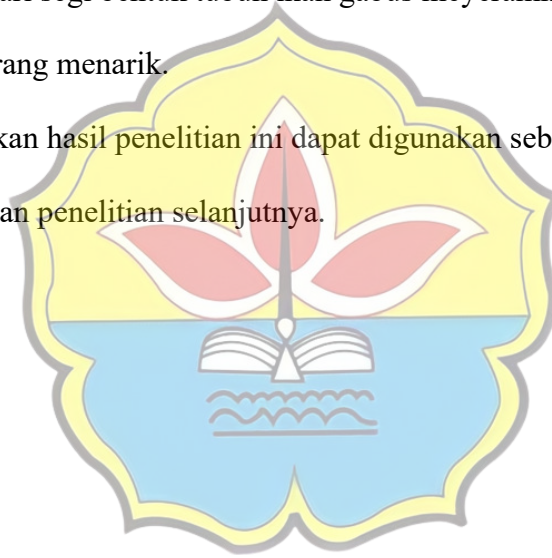 rang menarik.
kan hasil penelitian ini dapat digunakan seb
an penelitian selanjutnya.